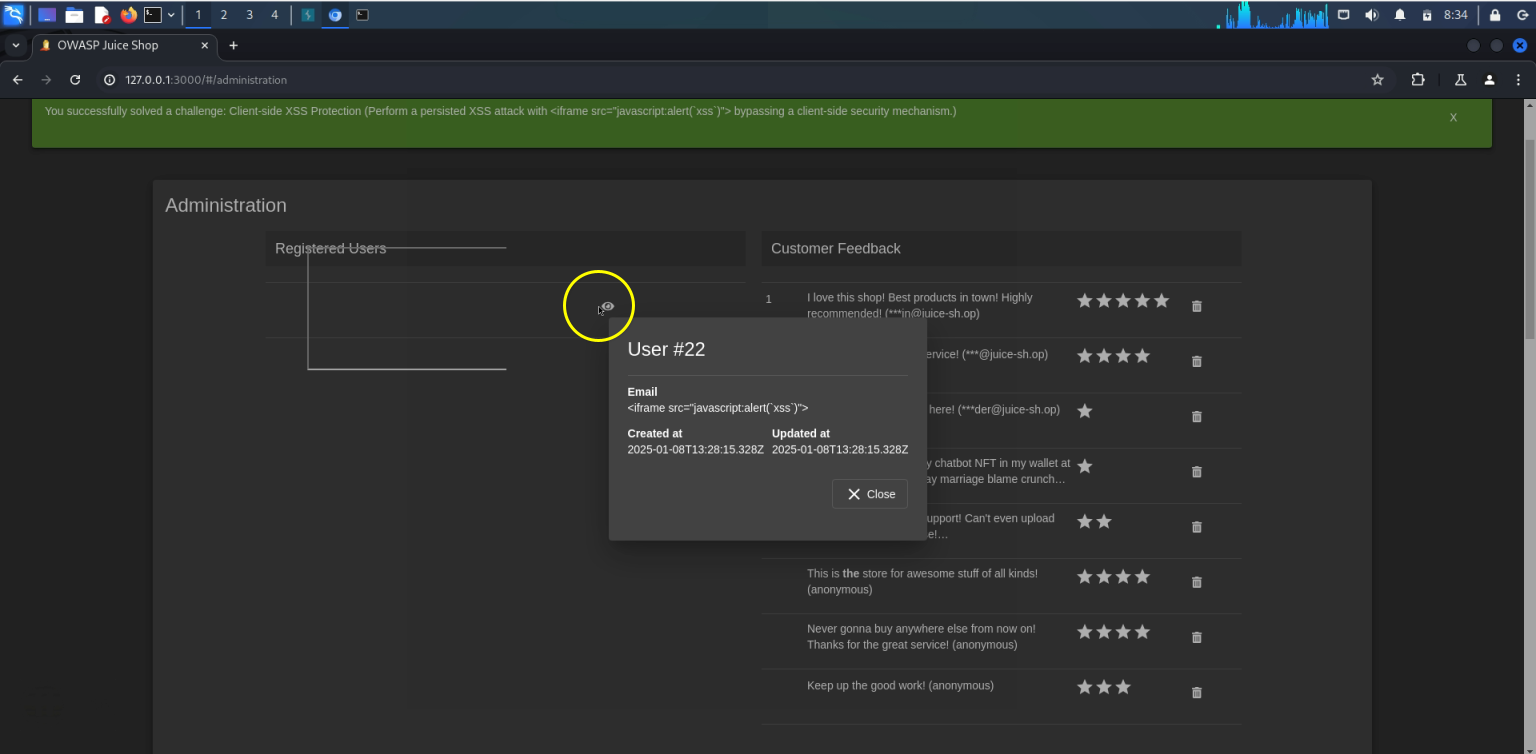 1 2 3 4 8:34
OWASP Juice Shop
127.0.0.1:3000/#/administration
You successfully solved a challenge: Client-side XSS Protection (Perform a persisted XSS attack with <iframe src="javascript:alert(`xss`)"> bypassing a client-side security mechanism.)
X
Administration
Registered Users
Customer Feedback
1
I love this shop! Best products in town! Highly
recommended! (***in@juice-sh.op)
User #22
Email
<iframe src="javascript:alert(`xss`)">
Created at Updated at
2025-01-08T13:28:15.328Z 2025-01-08T13:28:15.328Z
Close
ervice! (***@juice-sh.op)
here! (***der@juice-sh.op)
y chatbot NFT in my wallet at
ay marriage blame crunch…
upport! Can't even upload
se!…
This is the store for awesome stuff of all kinds!
(anonymous)
Never gonna buy anywhere else from now on!
Thanks for the great service! (anonymous)
Keep up the good work! (anonymous)